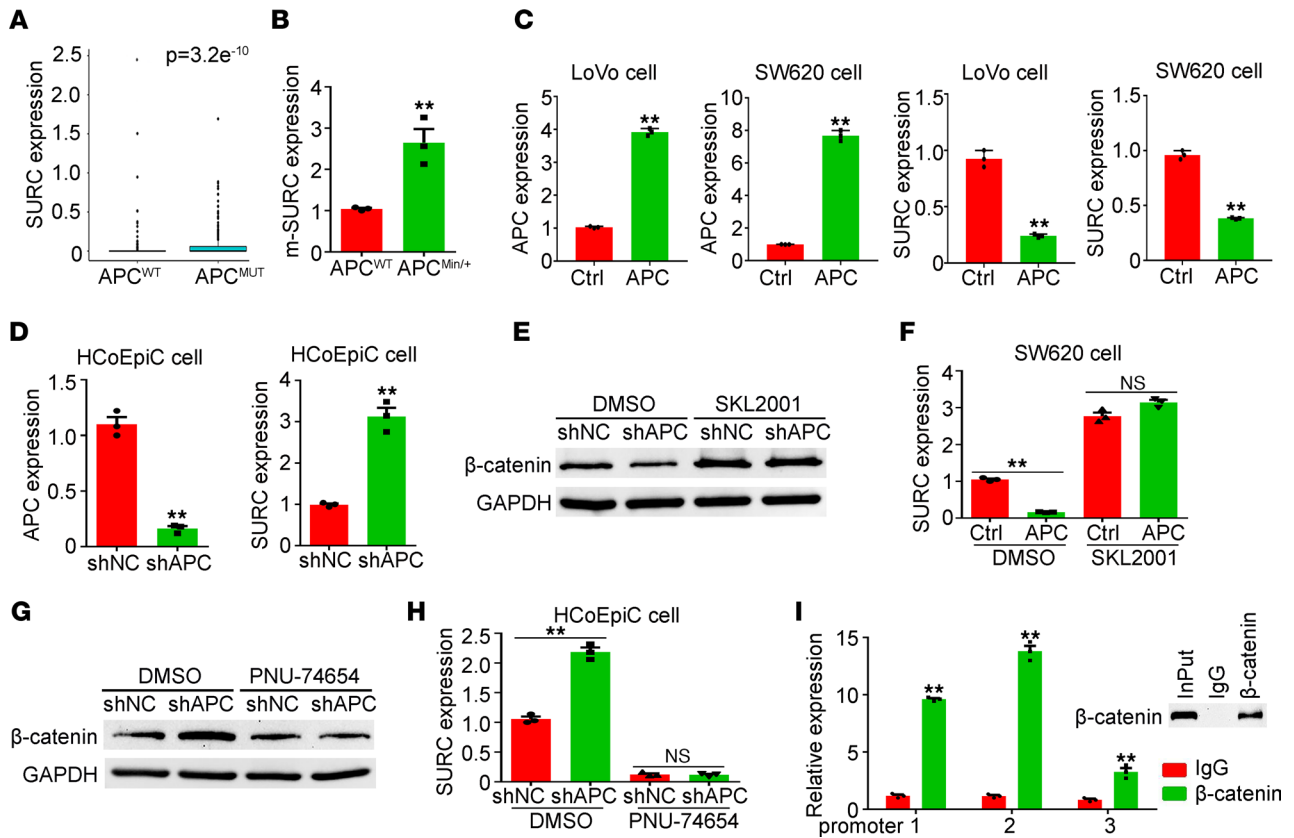 A
SURC expression
2.5
2.0
1.5
1.0
0.5
0
p=3.2e-10
APCWT APCMUT
B
m-SURC expression
4
3
2
1
0
**
APCWT APCMin/+
C
LoVo cell
APC expression
5
4
3
2
1
0
**
Ctrl APC
SW620 cell
APC expression
10
8
6
4
2
0
**
Ctrl APC
LoVo cell
SURC expression
1.0
0.5
0.0
**
Ctrl APC
SW620 cell
SURC expression
1.5
1.0
0.5
0.0
**
Ctrl APC
D
HCoEpiC cell
APC expression
1.5
1.0
0.5
0
**
shNC shAPC
HCoEpiC cell
SURC expression
4
3
2
1
0
**
shNC shAPC
E
DMSO SKL2001
shNC shAPC shNC shAPC
β-catenin
GAPDH
F
SW620 cell
SURC expression
4
3
2
1
0
**
NS
Ctrl APC Ctrl APC
DMSO SKL2001
G
DMSO PNU-74654
shNC shAPC shNC shAPC
β-catenin
GAPDH
H
HCoEpiC cell
SURC expression
2.5
2.0
1.5
1.0
0.5
0
**
NS
shNC shAPC shNC shAPC
DMSO PNU-74654
I
Relative expression
15
10
5
0
**
**
**
promoter 1 2 3
InPut
IgG
β-catenin
β-catenin
IgG
β-catenin